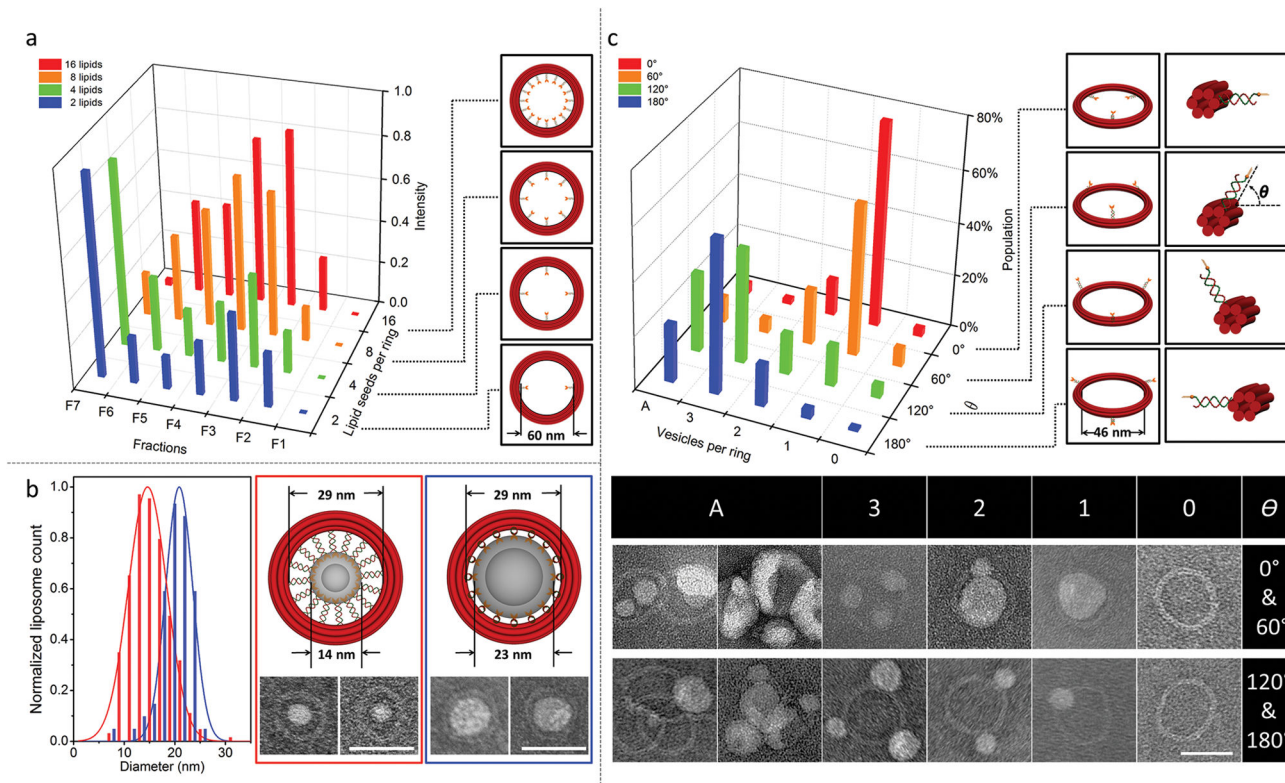 a
16 lipids
8 lipids
4 lipids
2 lipids
1.0
0.8
0.6
0.4
0.2
0.0
Intensity
16
8
4
2
Lipid seeds per ring
F7
F6
F5
F4
F3
F2
F1
Fractions
60 nm
b
1.0
0.8
0.6
0.4
0.2
0.0
Normalized liposome count
0
10
20
30
Diameter (nm)
29 nm
14 nm
29 nm
23 nm
c
0°
60°
120°
180°
80%
60%
40%
20%
0%
Population
0°
60°
120°
180°
θ
A
3
2
1
0
Vesicles per ring
θ
46 nm
A 3 2 1 0 θ
0°
&
60°
120°
&
180°